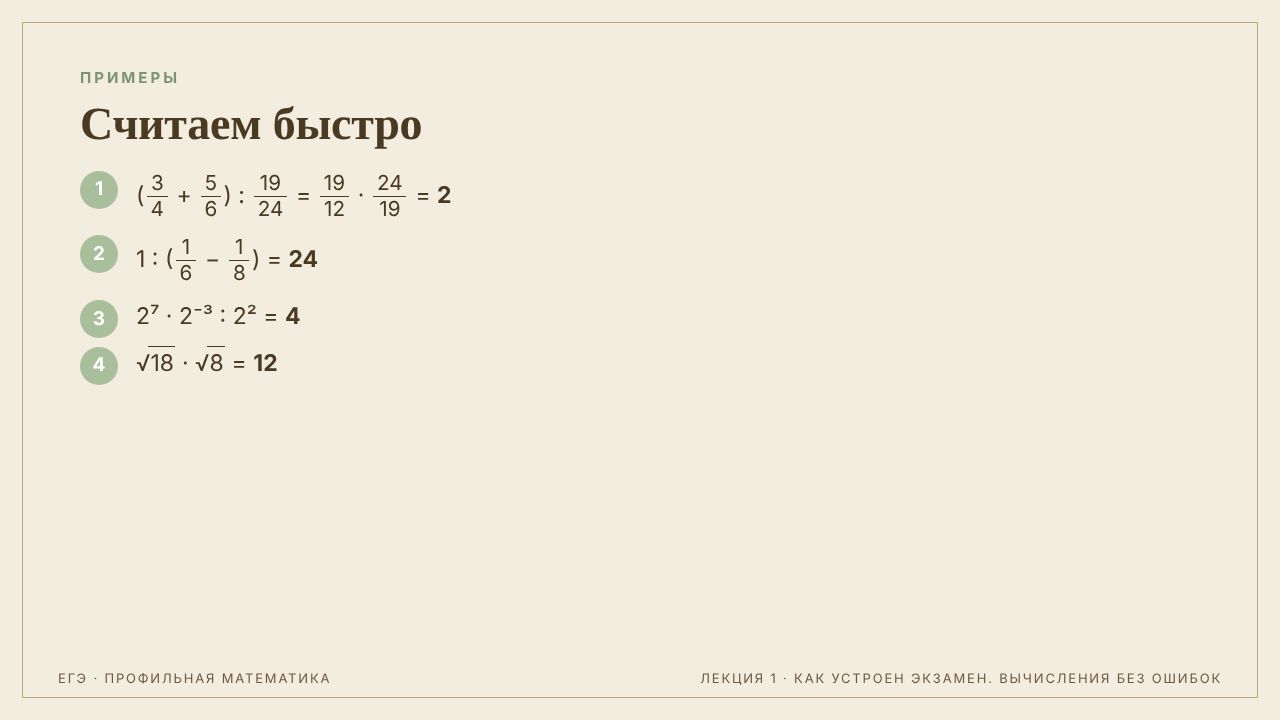 ПРИМЕРЫ
Считаем быстро
1 (3/4 + 5/6) : 19/24 = 19/12 · 24/19 = 2
2 1 : (1/6 − 1/8) = 24
3 2⁷ · 2⁻³ : 2² = 4
4 √18 · √8 = 12
ЕГЭ · ПРОФИЛЬНАЯ МАТЕМАТИКА
ЛЕКЦИЯ 1 · КАК УСТРОЕН ЭКЗАМЕН. ВЫЧИСЛЕНИЯ БЕЗ ОШИБОК